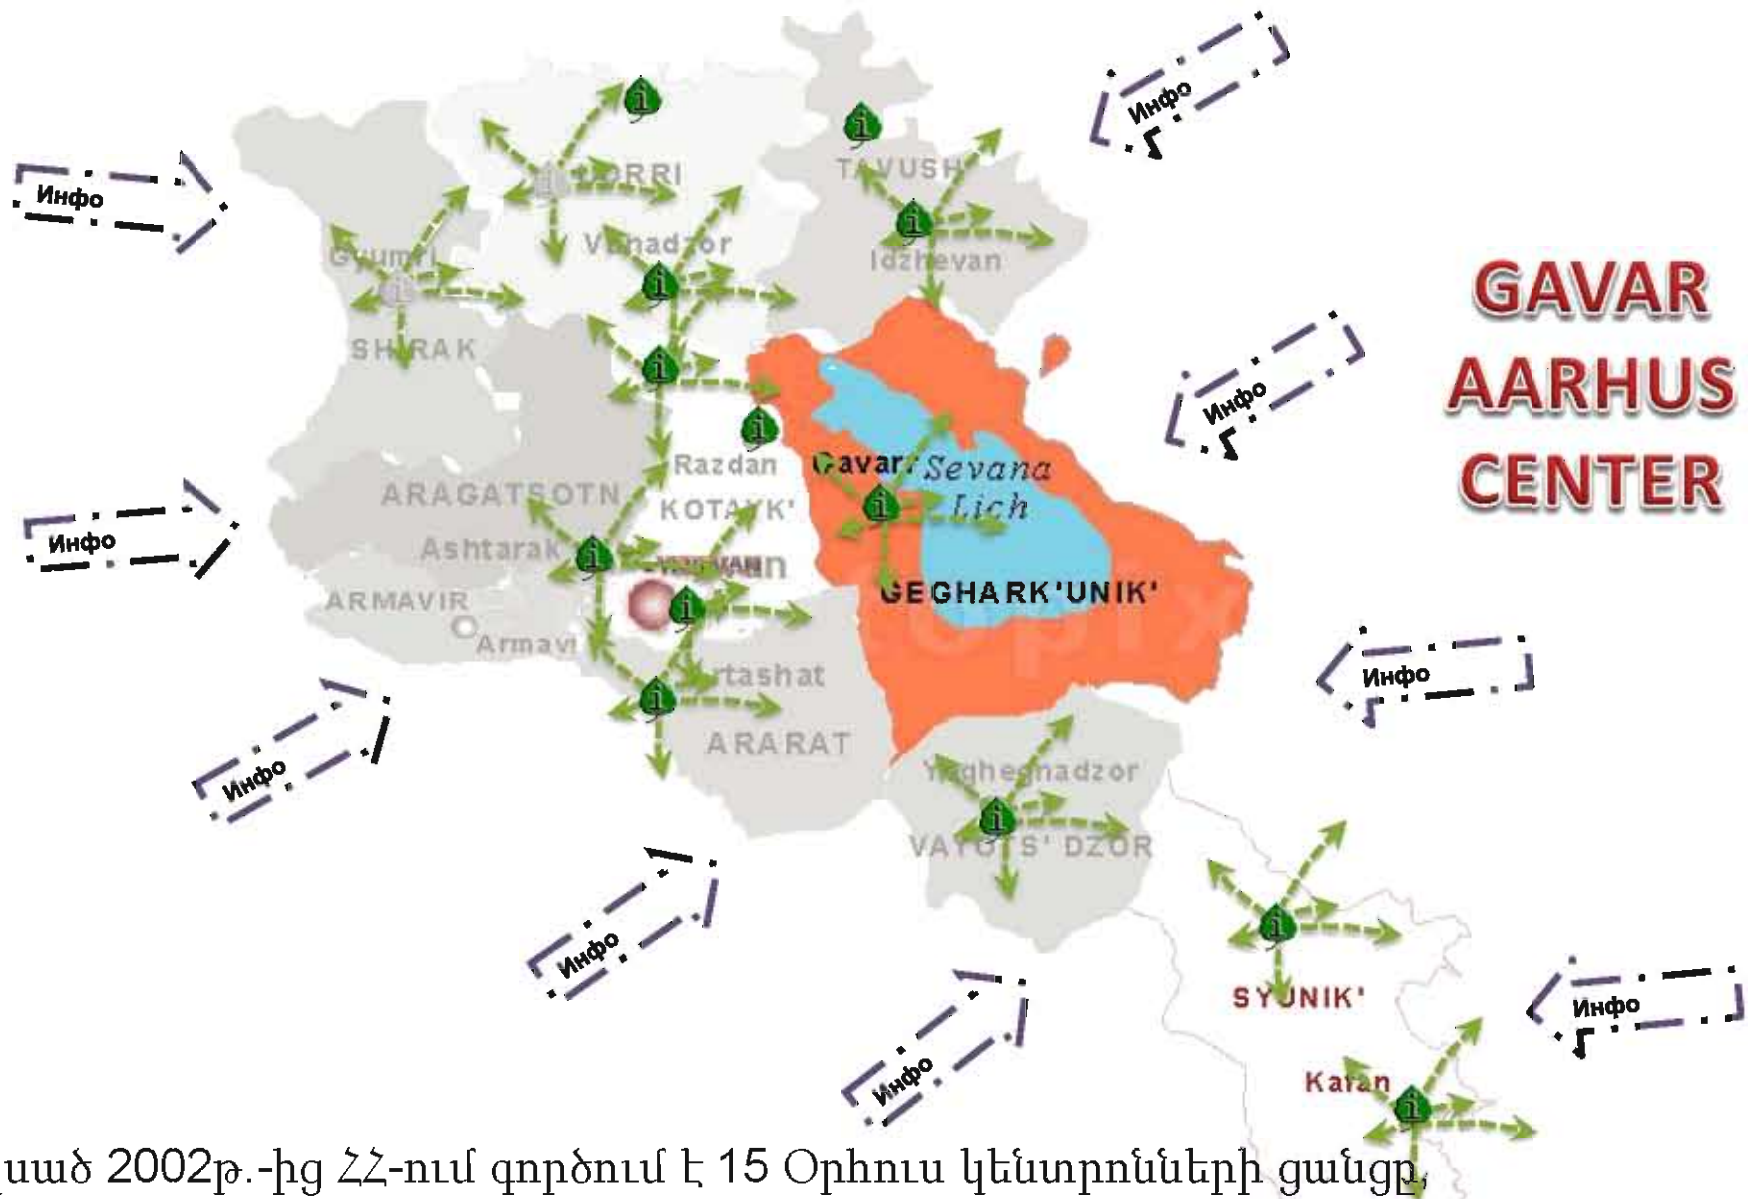 Инфо
TAVUSH
Инфо
Инфо
Idzhevan
GAVAR
AARHUS
CENTER
Инфо
Razdan
Gavar
Sevana
Lich
ARAGATSOTN
KOTAYK'
Ashtarak
Инфо
GEGHARK'UNIK'
ARMAVIR
Armavi
Инфо
ARARAT
Инфо
VAYOTS' DZOR
Инфо
SYUNIK'
Инфо
Инфо
Kafan
սած 2002թ.-ից ՀՀ-ում գործում է 15 Օրհուս կենտրոնների ցանցը,